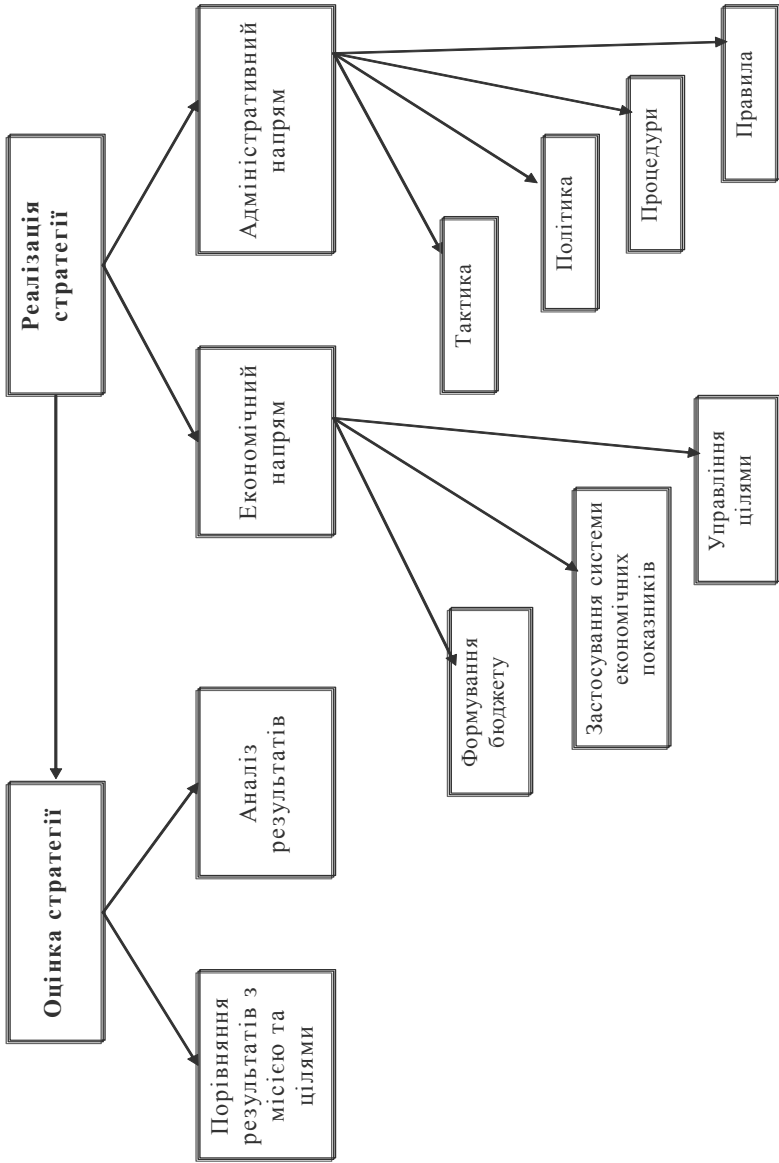 Оцінка стратегії
Реалізація
стратегії
Порівняння
результатів з
місією та
цілями
Аналіз
результатів
Економічний
напрям
Адміністративний
напрям
Формування
бюджету
Застосування системи
економічних
показників
Управління
цілями
Тактика
Політика
Процедури
Правила